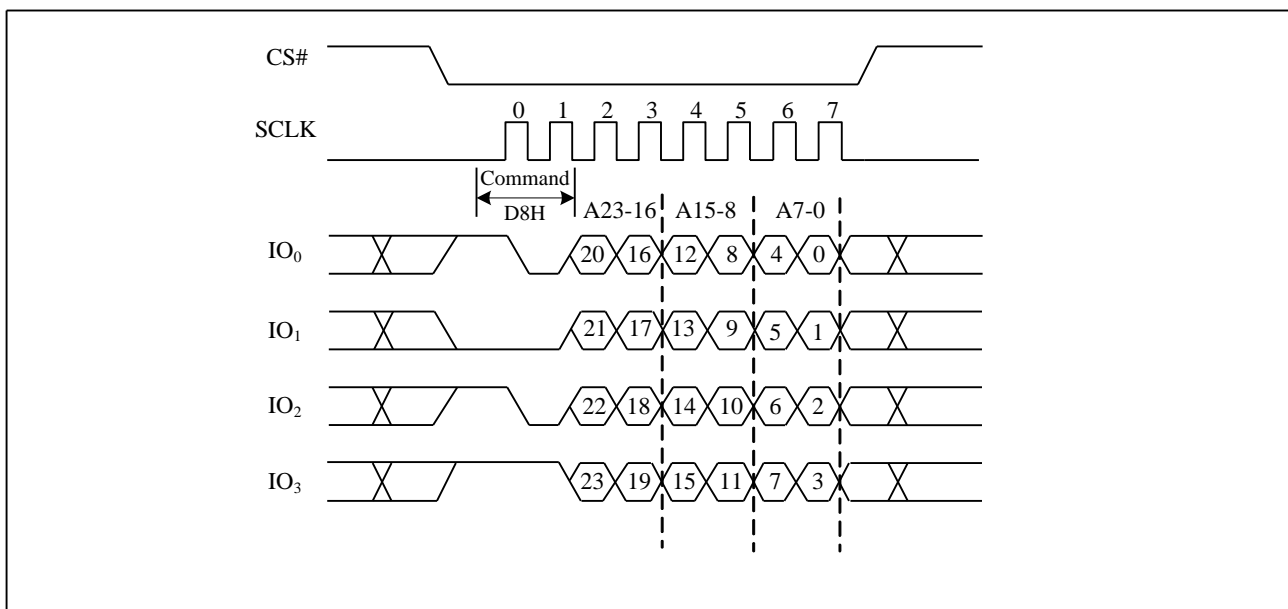 CS#
0 1 2 3 4 5 6 7
SCLK
Command
D8H
A23-16 A15-8 A7-0
IO0 20 16 12 8 4 0
IO1 21 17 13 9 5 1
IO2 22 18 14 10 6 2
IO3 23 19 15 11 7 3